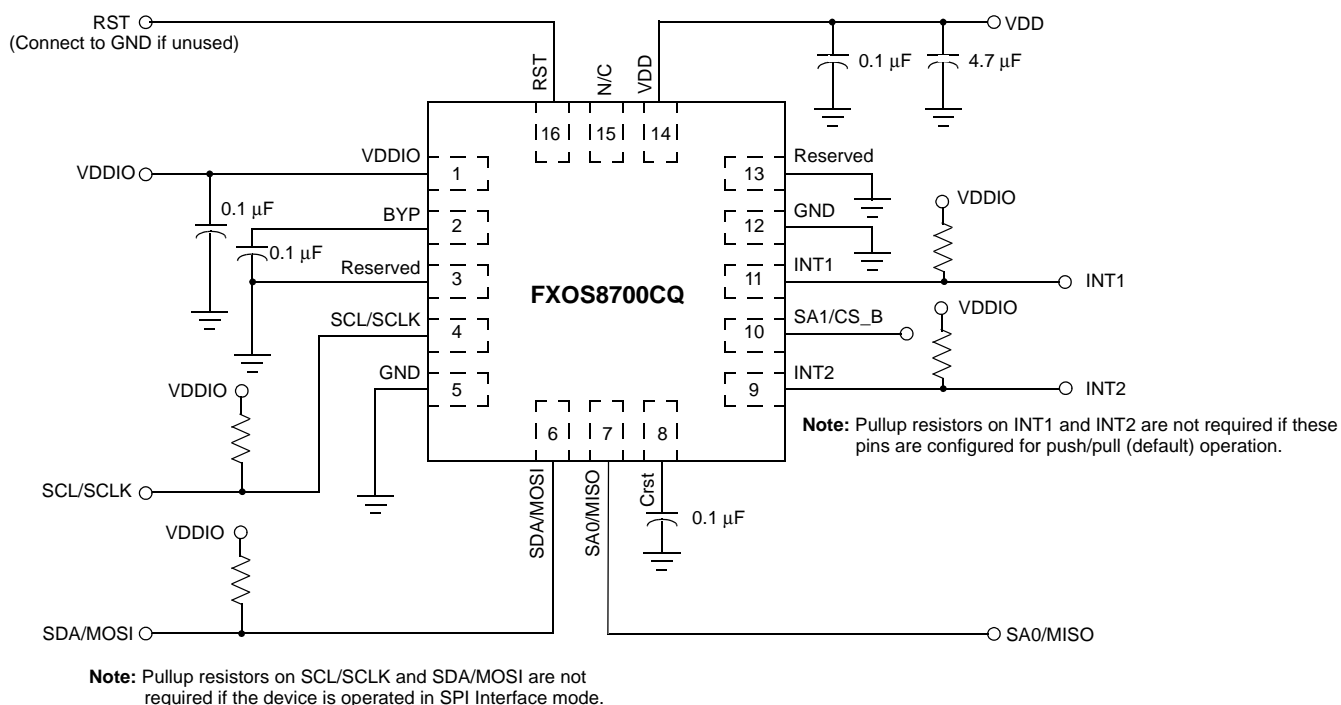 RST
(Connect to GND if unused)
VDD
0.1 μF
4.7 μF
RST
N/C
VDD
16
15
14
VDDIO
VDDIO
1
13
Reserved
0.1 μF
BYP
2
12
GND
VDDIO
0.1 μF
Reserved
3
FXOS8700CQ
11
INT1
INT1
SCL/SCLK
4
10
SA1/CS_B
VDDIO
GND
5
9
INT2
INT2
VDDIO
6
7
8
Note: Pullup resistors on INT1 and INT2 are not required if these
pins are configured for push/pull (default) operation.
SCL/SCLK
SDA/MOSI
SA0/MISO
Crst
0.1 μF
VDDIO
SDA/MOSI
SA0/MISO
Note: Pullup resistors on SCL/SCLK and SDA/MOSI are not
required if the device is operated in SPI Interface mode.